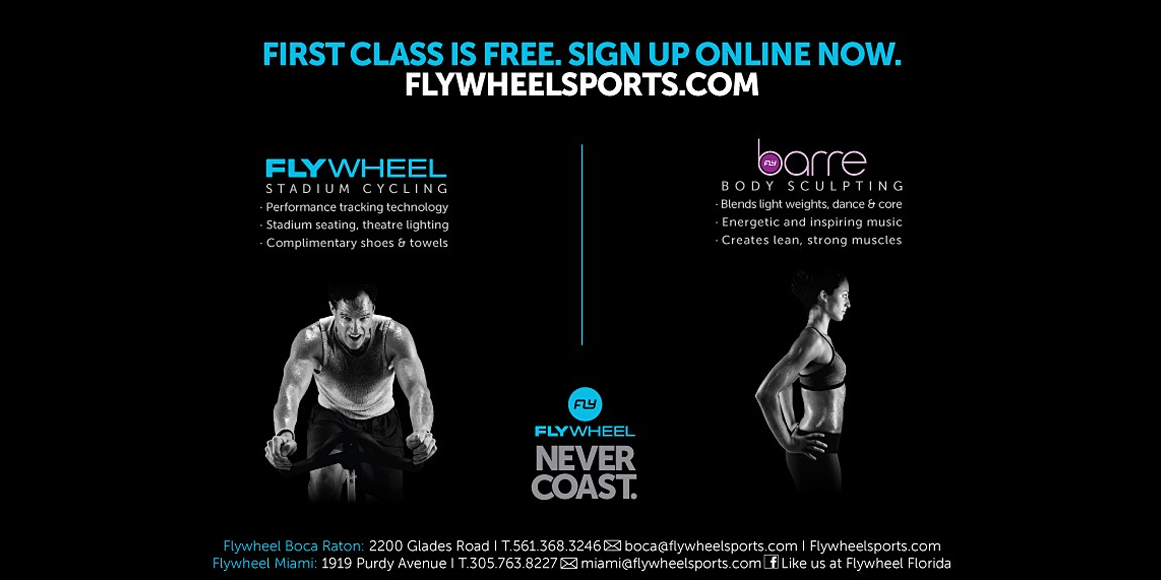 FIRST CLASS IS FREE. SIGN UP ONLINE NOW.
FLYWHEELSPORTS.COM
FLYWHEEL
STADIUM CYCLING
· Performance tracking technology
· Stadium seating, theatre lighting
· Complimentary shoes & towels
fly barre
BODY SCULPTING
· Blends light weights, dance & core
· Energetic and inspiring music
· Creates lean, strong muscles
FLY
FLYWHEEL
NEVER
COAST.
Flywheel Boca Raton: 2200 Glades Road I T.561.368.3246 boca@flywheelsports.com I Flywheelsports.com
Flywheel Miami: 1919 Purdy Avenue I T.305.763.8227 miami@flywheelsports.com f Like us at Flywheel Florida